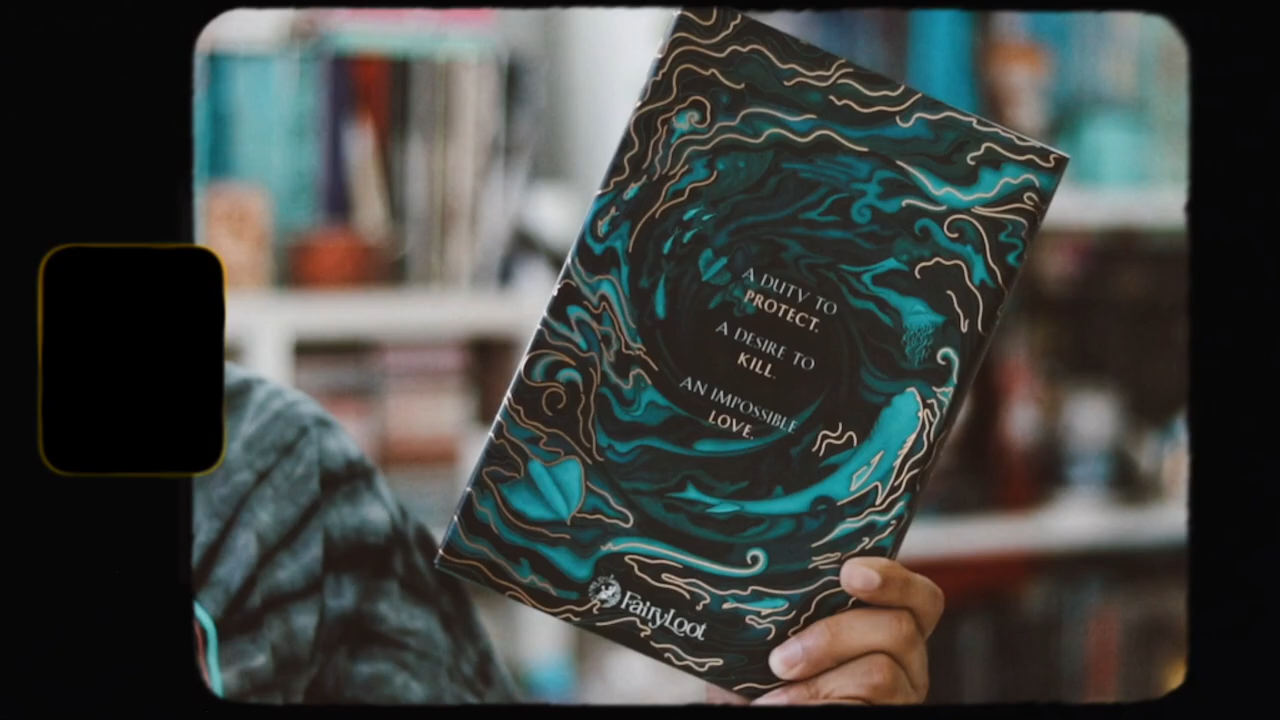 A DUTY TO
PROTECT.
A DESIRE TO
KILL.
AN IMPOSSIBLE
LOVE.
FairyLoot